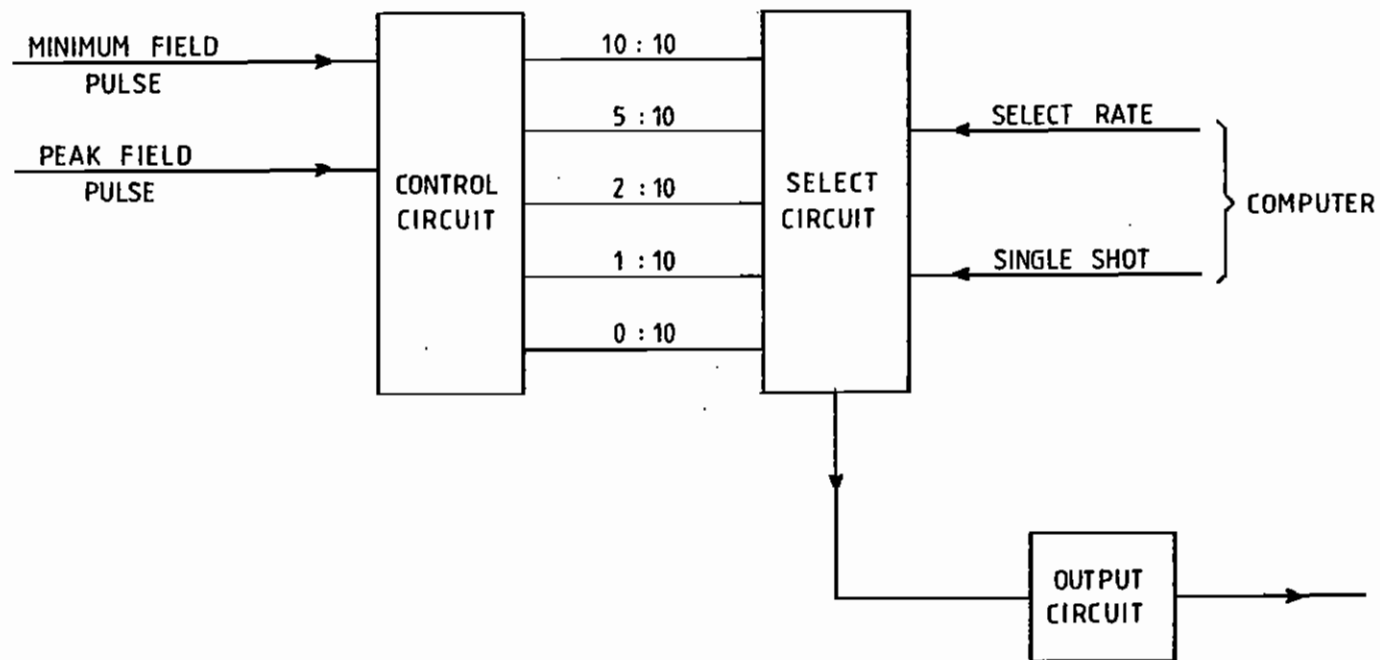 MINIMUM FIELD
PULSE
PEAK FIELD
PULSE
CONTROL
CIRCUIT
10 : 10
5 : 10
2 : 10
1 : 10
0 : 10
SELECT
CIRCUIT
SELECT RATE
SINGLE SHOT
COMPUTER
OUTPUT
CIRCUIT